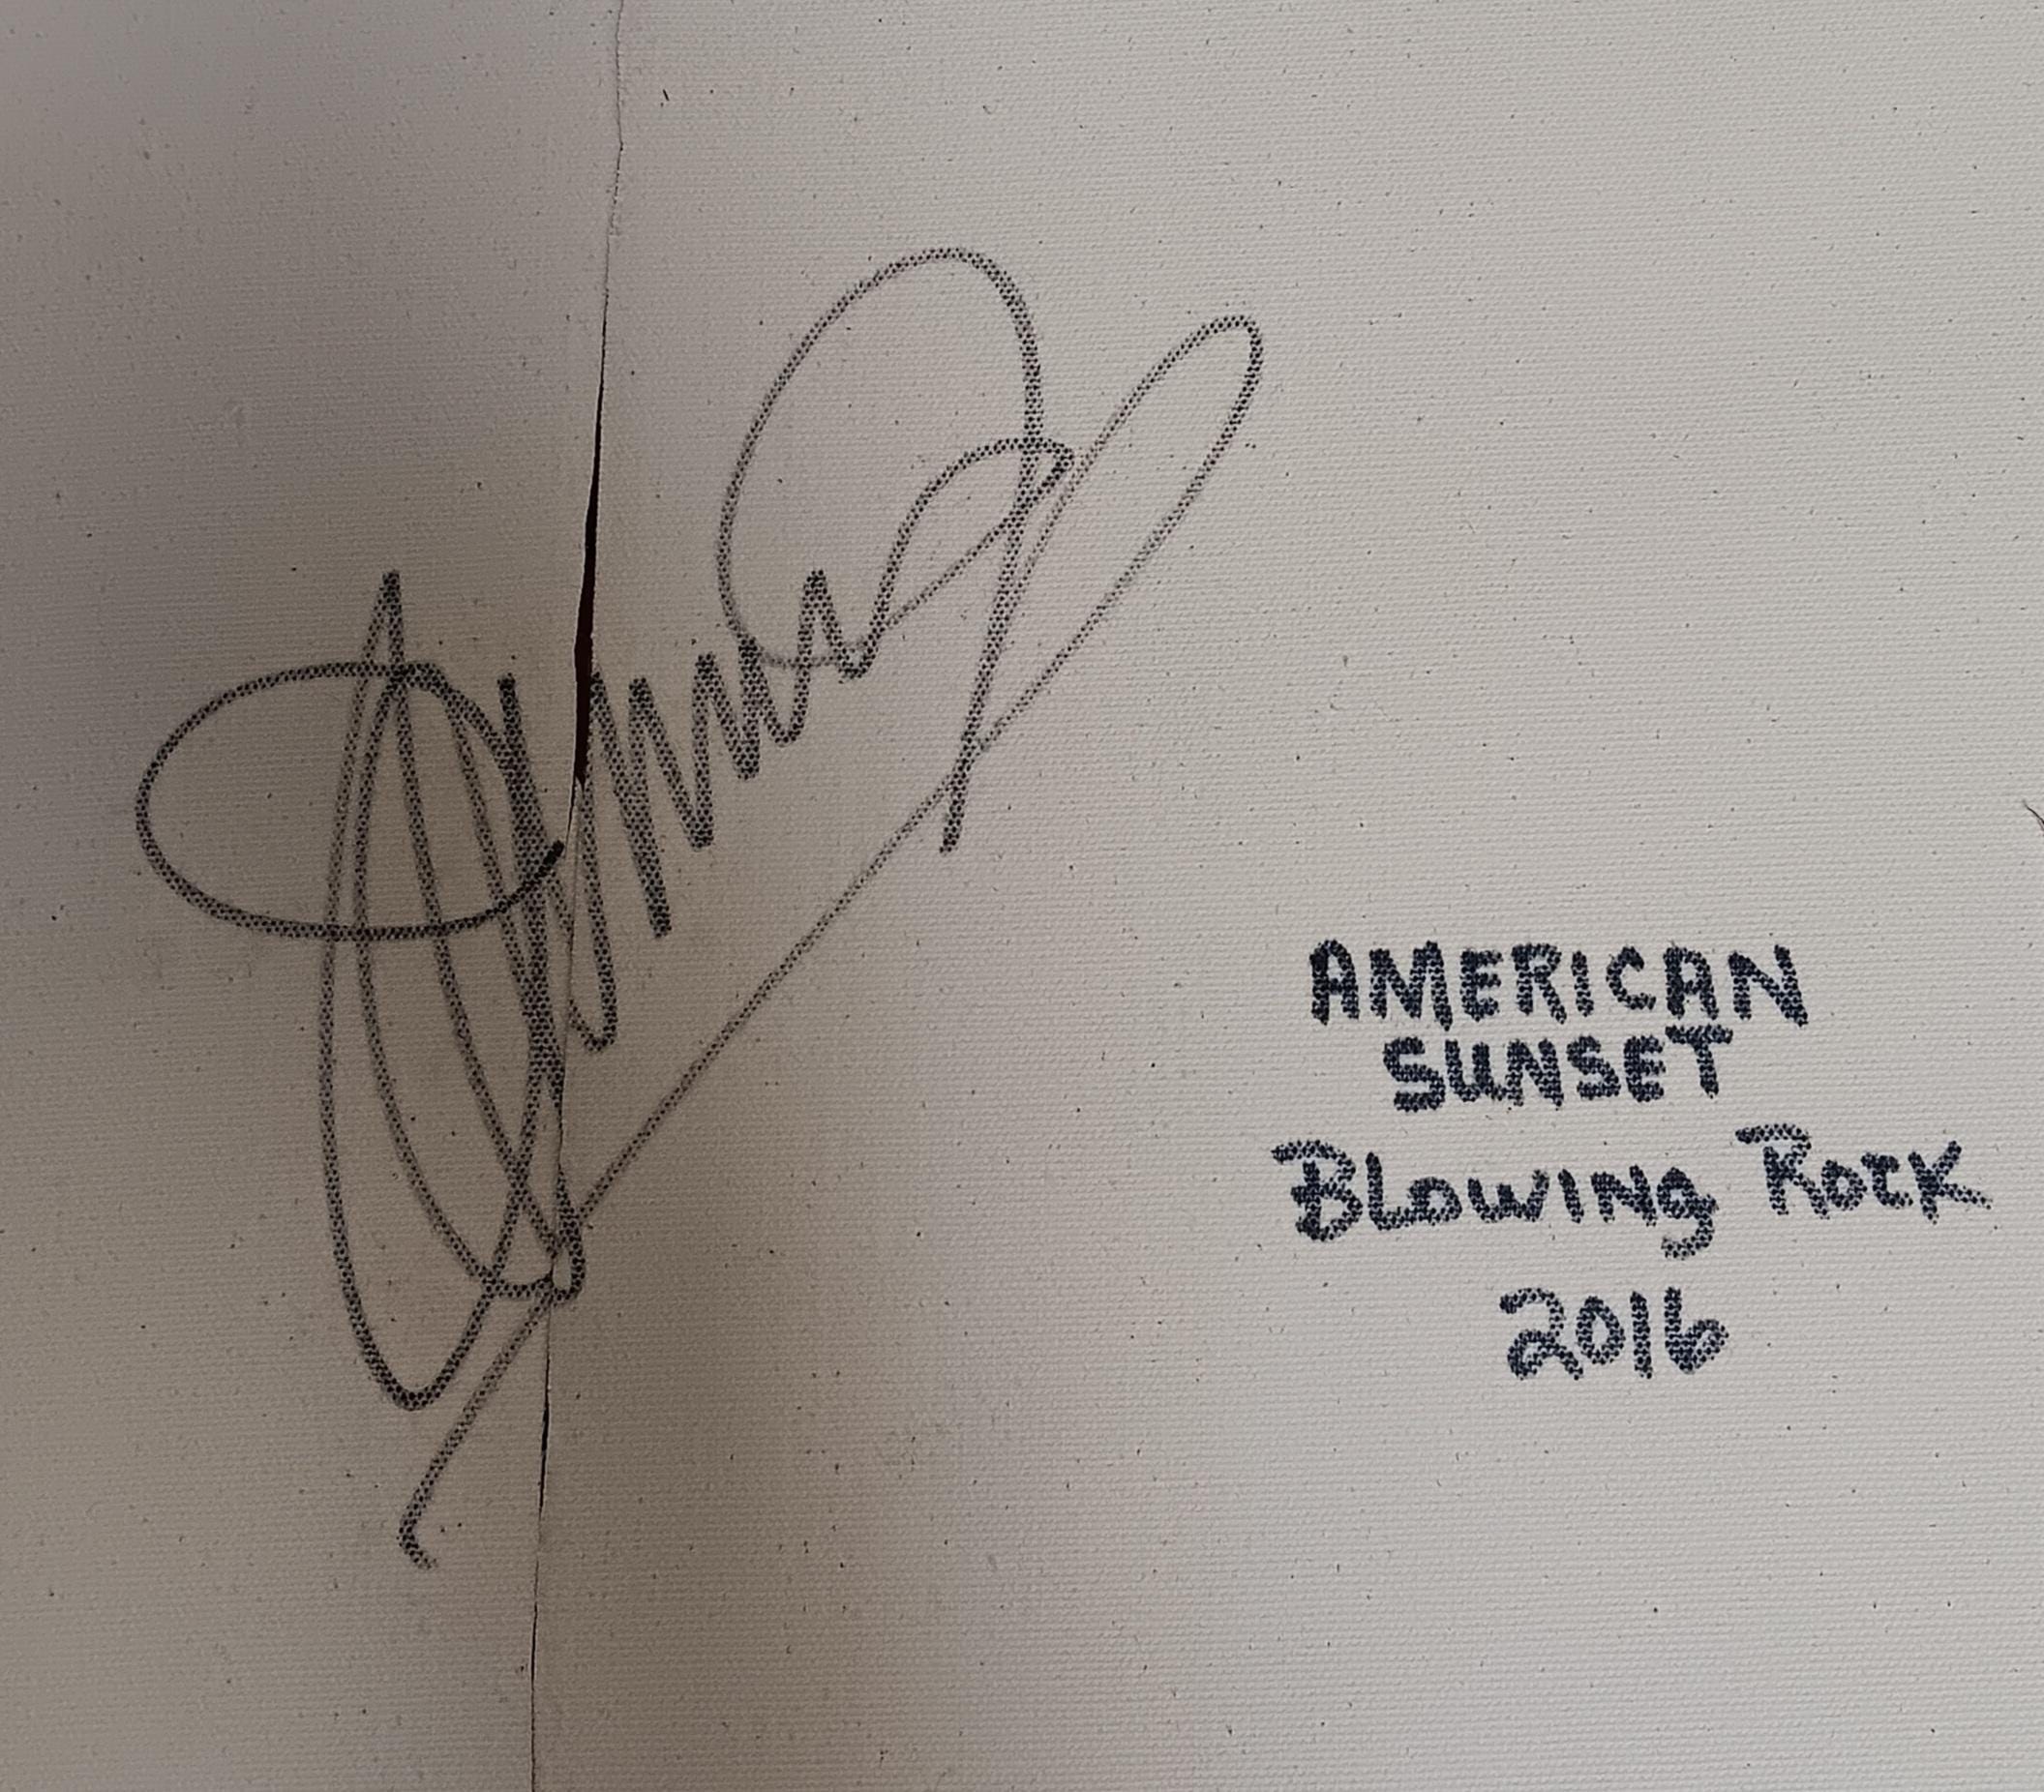 AMERICAN
SUNSET
Blowing Rock
2016